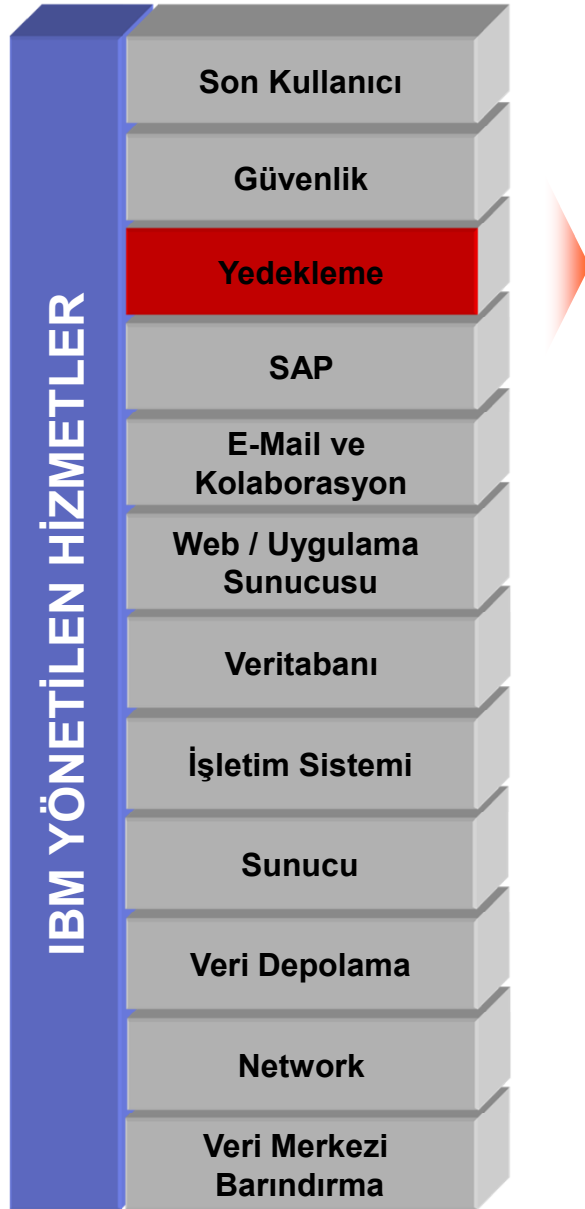 IBM YÖNETİLEN HİZMETLER
Son Kullanıcı
Güvenlik
Yedekleme
SAP
E-Mail ve
Kolaborasyon
Web / Uygulama
Sunucusu
Veritabanı
İşletim Sistemi
Sunucu
Veri Depolama
Network
Veri Merkezi
Barındırma